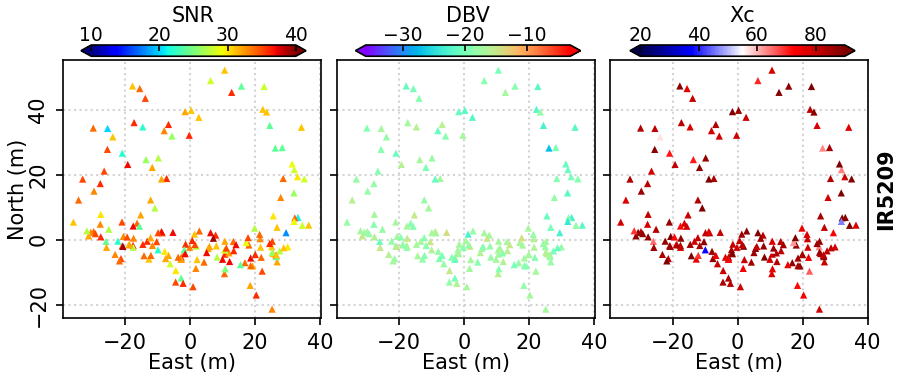 SNR DBV Xc
10 20 30 40 −30 −20 −10 20 40 60 80
40
20
0
−20
North (m)
IR5209
−20 0 20 40 −20 0 20 40 −20 0 20 40
East (m) East (m) East (m)